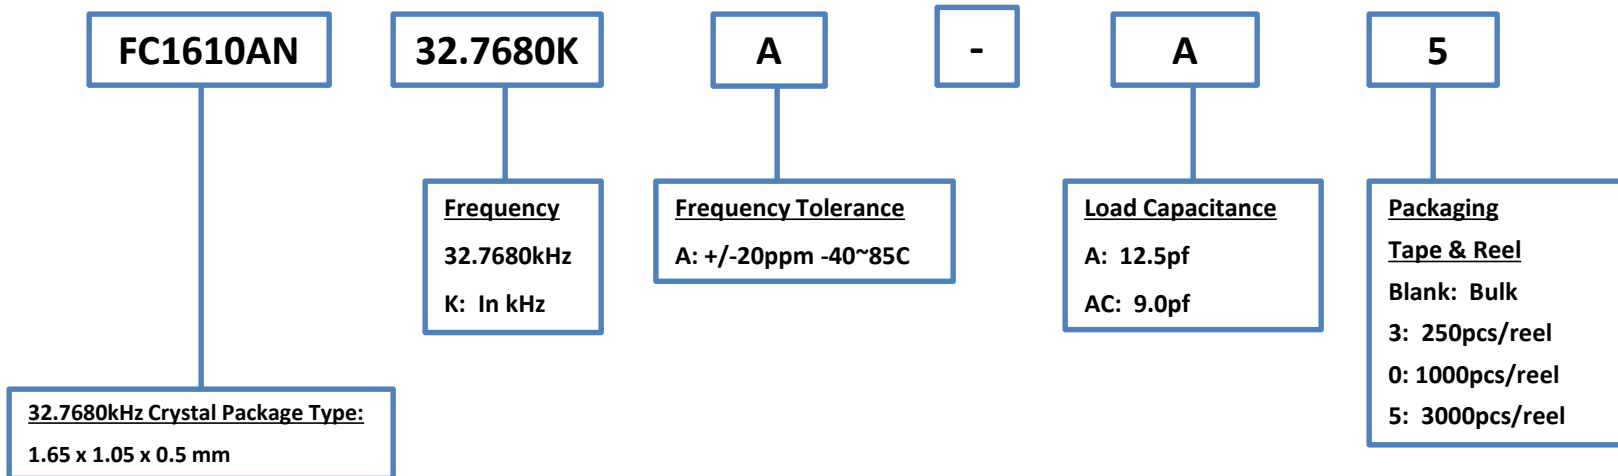 FC1610AN 32.7680K A - A 5
Frequency
32.7680kHz
K: In kHz
Frequency Tolerance
A: +/-20ppm -40~85C
Load Capacitance
A: 12.5pf
AC: 9.0pf
Packaging
Tape & Reel
Blank: Bulk
3: 250pcs/reel
0: 1000pcs/reel
5: 3000pcs/reel
32.7680kHz Crystal Package Type:
1.65 x 1.05 x 0.5 mm